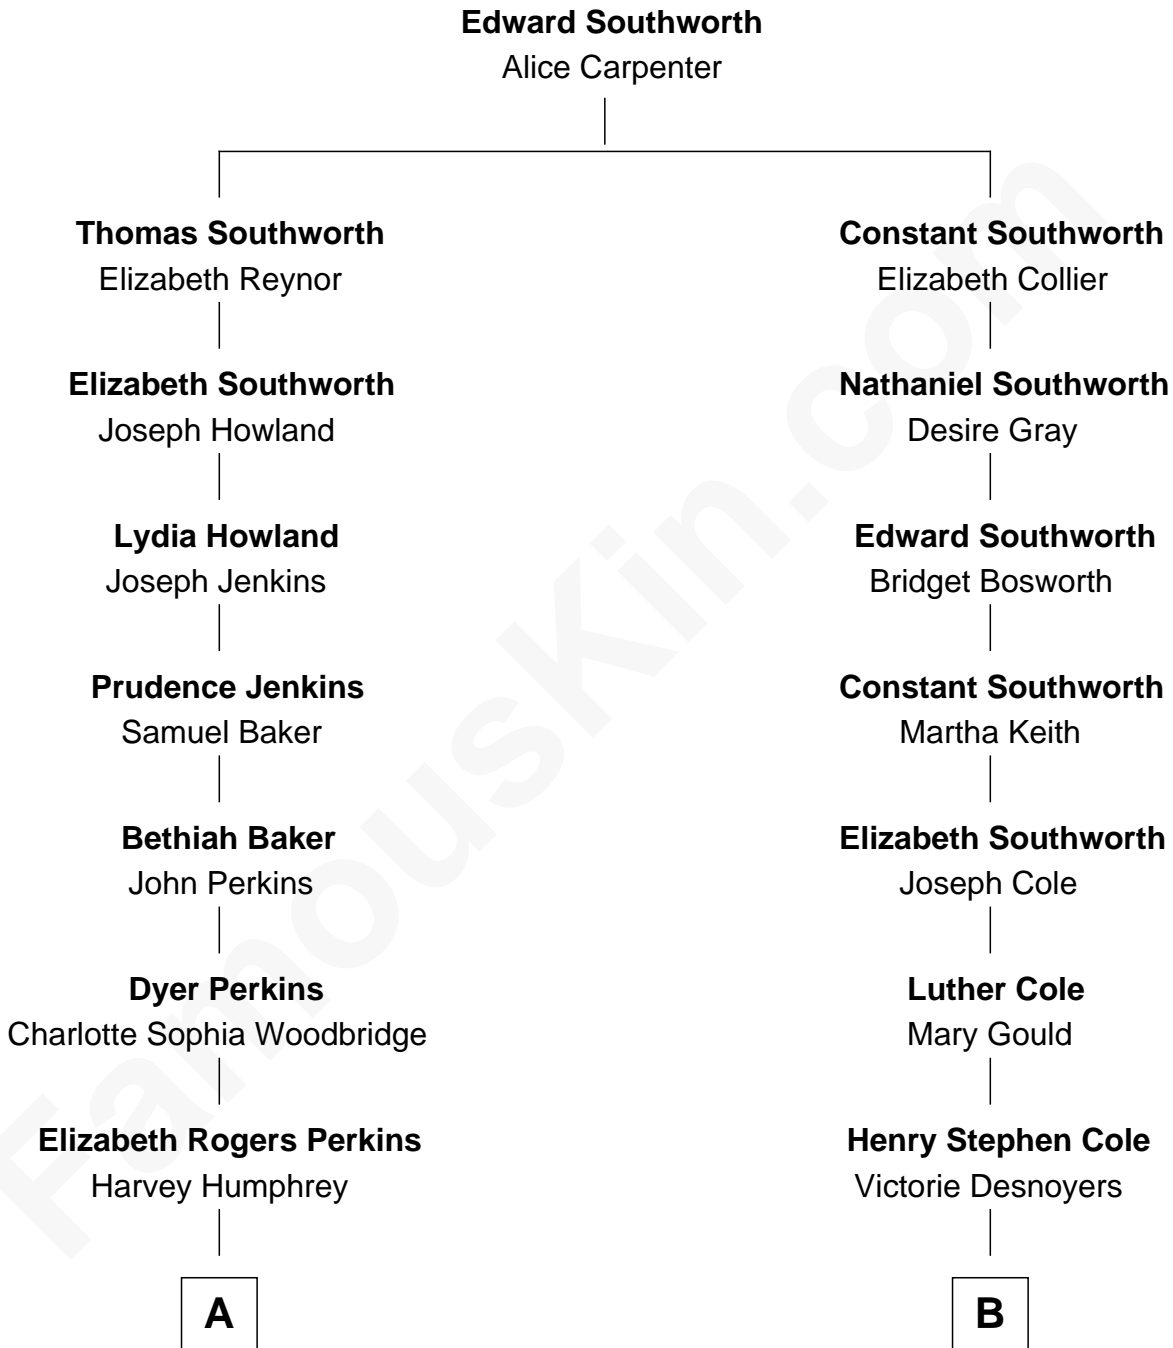 Edward Southworth
Alice Carpenter
Thomas Southworth
Elizabeth Reynor
Elizabeth Southworth
Joseph Howland
Lydia Howland
Joseph Jenkins
Prudence Jenkins
Samuel Baker
Bethiah Baker
John Perkins
Dyer Perkins
Charlotte Sophia Woodbridge
Elizabeth Rogers Perkins
Harvey Humphrey
A
Constant Southworth
Elizabeth Collier
Nathaniel Southworth
Desire Gray
Edward Southworth
Bridget Bosworth
Constant Southworth
Martha Keith
Elizabeth Southworth
Joseph Cole
Luther Cole
Mary Gould
Henry Stephen Cole
Victorie Desnoyers
B
FamousKin.com